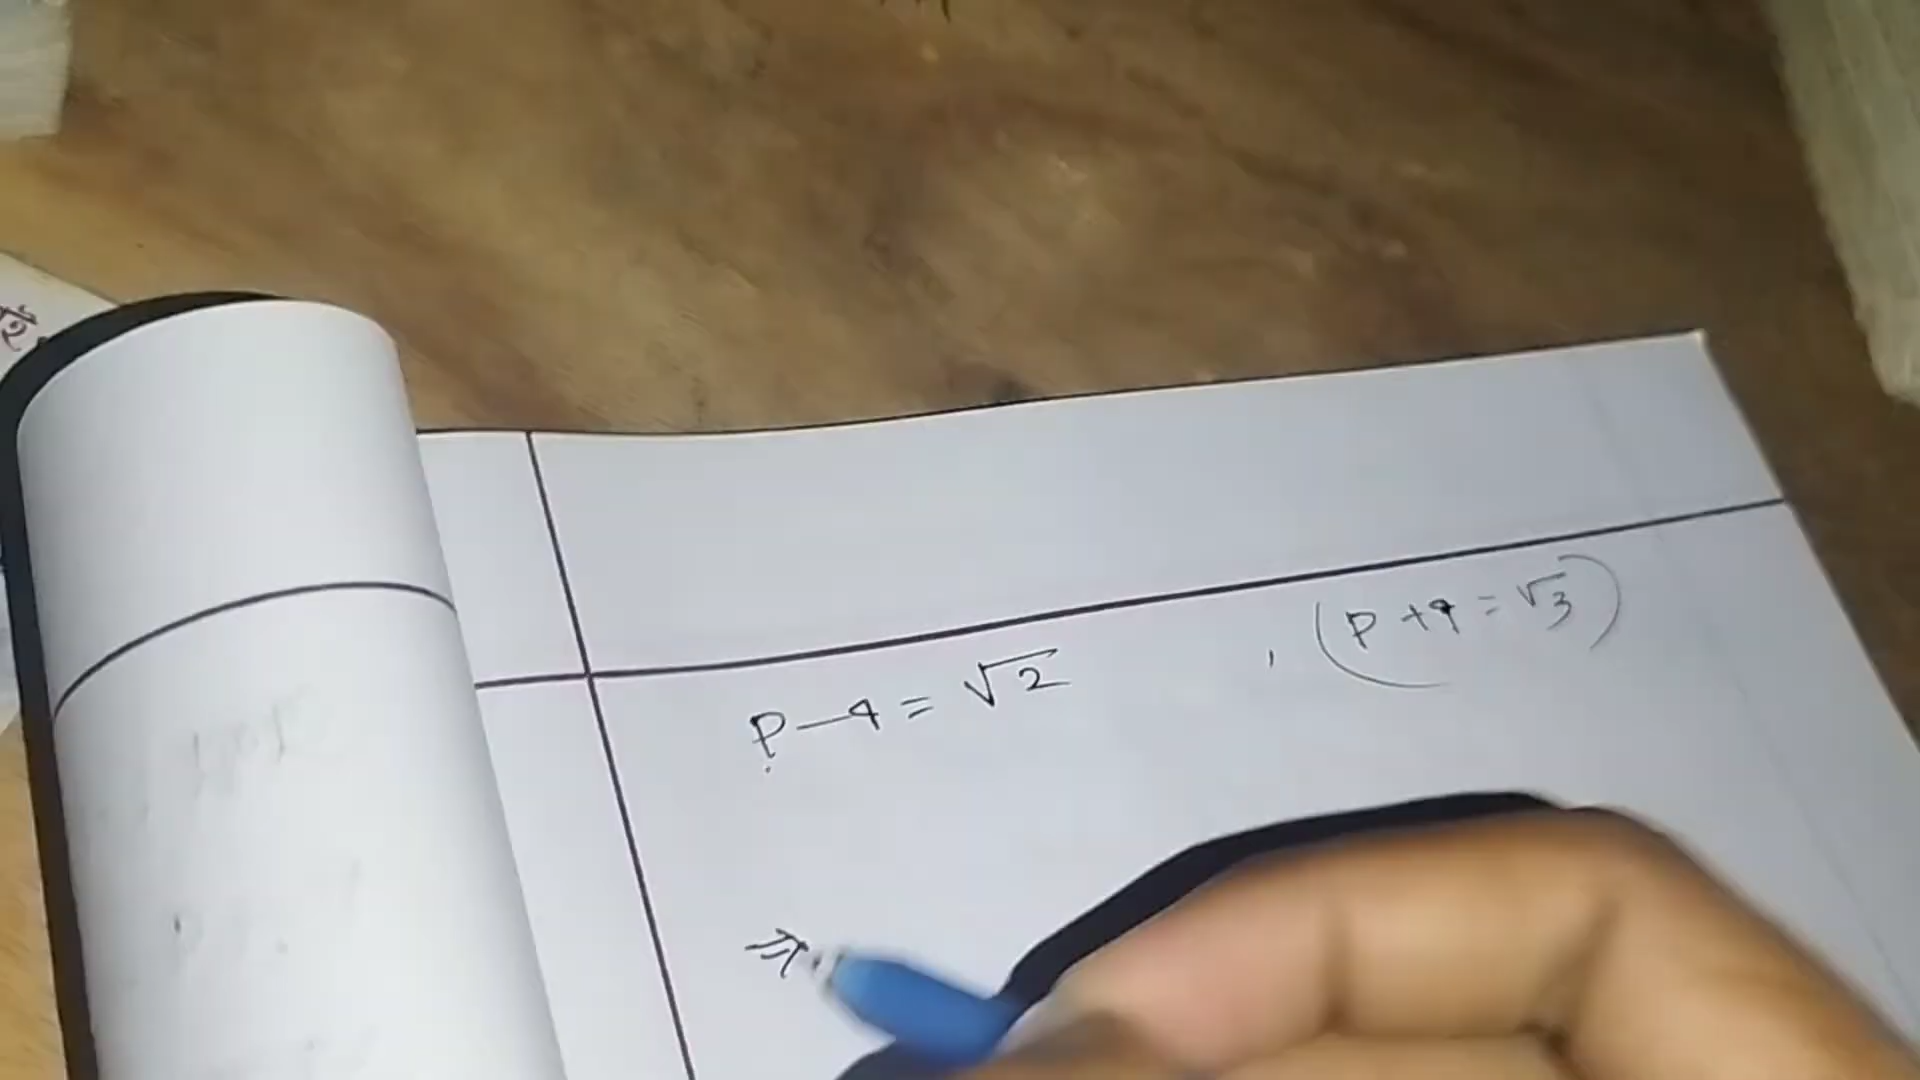 P - q = √2 , (P + q = √3)